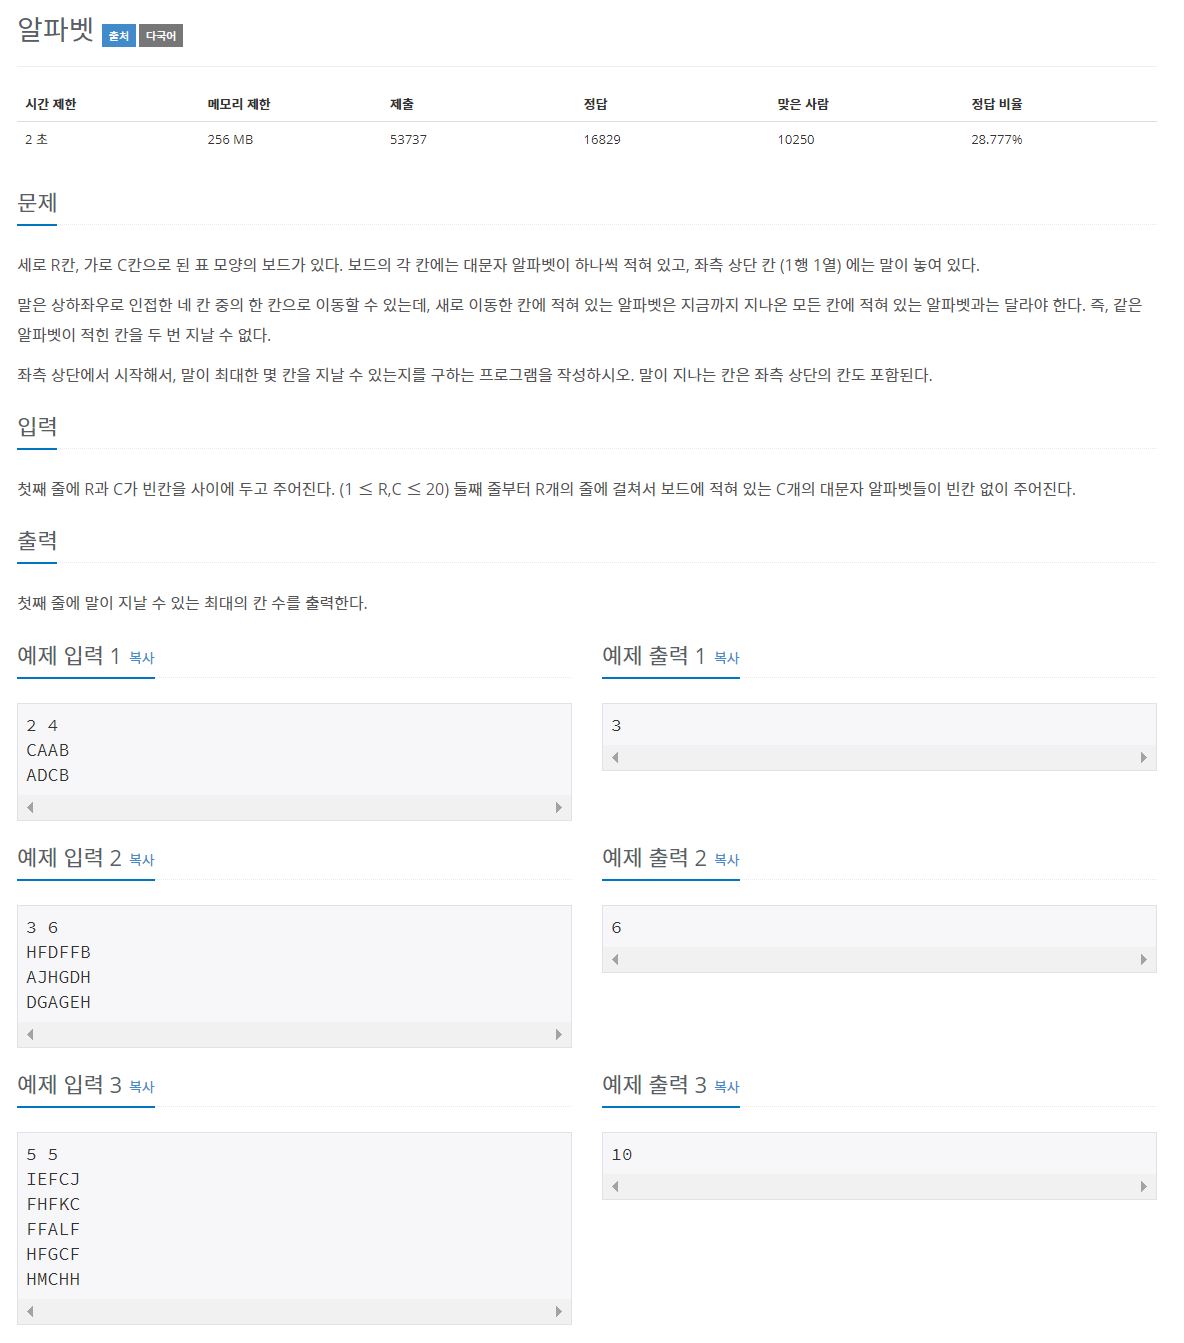 알파벳 출처 다국어
시간 제한 메모리 제한 제출 정답 맞은 사람 정답 비율
2 초 256 MB 53737 16829 10250 28.777%
문제
세로 R칸, 가로 C칸으로 된 표 모양의 보드가 있다. 보드의 각 칸에는 대문자 알파벳이 하나씩 적혀 있고, 좌측 상단 칸 (1행 1열) 에는 말이 놓여 있다.
말은 상하좌우로 인접한 네 칸 중의 한 칸으로 이동할 수 있는데, 새로 이동한 칸에 적혀 있는 알파벳은 지금까지 지나온 모든 칸에 적혀 있는 알파벳과는 달라야 한다. 즉, 같은
알파벳이 적힌 칸을 두 번 지날 수 없다.
좌측 상단에서 시작해서, 말이 최대한 몇 칸을 지날 수 있는지를 구하는 프로그램을 작성하시오. 말이 지나는 칸은 좌측 상단의 칸도 포함된다.
입력
첫째 줄에 R과 C가 빈칸을 사이에 두고 주어진다. (1 ≤ R,C ≤ 20) 둘째 줄부터 R개의 줄에 걸쳐서 보드에 적혀 있는 C개의 대문자 알파벳들이 빈칸 없이 주어진다.
출력
첫째 줄에 말이 지날 수 있는 최대의 칸 수를 출력한다.
예제 입력 1 복사
2 4
CAAB
ADCB
예제 출력 1 복사
3
예제 입력 2 복사
3 6
HFDFFB
AJHGDH
DGAGEH
예제 출력 2 복사
6
예제 입력 3 복사
5 5
IEFCJ
FHFKC
FFALF
HFGCF
HMCHH
예제 출력 3 복사
10